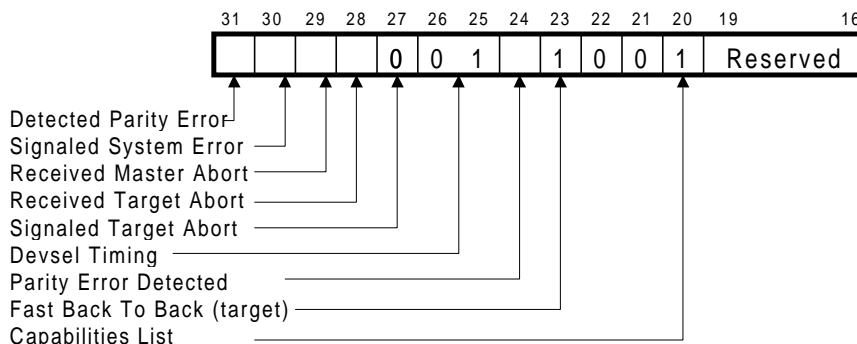 31 30 29 28 27 26 25 24 23 22 21 20 19 16
0 0 1 1 0 0 1 Reserved
Detected Parity Error
Signaled System Error
Received Master Abort
Received Target Abort
Signaled Target Abort
Devsel Timing
Parity Error Detected
Fast Back To Back (target)
Capabilities List